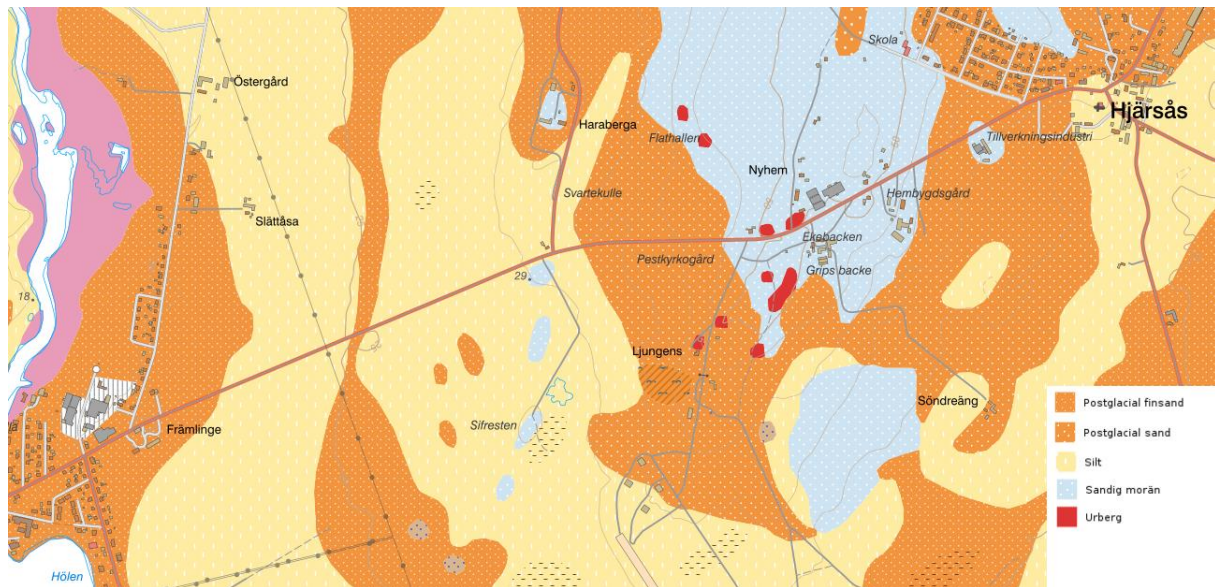 Skola
Östergård
Hjärsås
Haraberga
Flathallen
Tillverkningsindustri
Nyhem
Svartekulle
Hembygdsgård
Slättåsa
Ekebacken
Pestkyrkogård
Grips backe
29
18
Ljungens
Söndreäng
Sifresten
Främlinge
Hölen
Postglacial finsand
Postglacial sand
Silt
Sandig morän
Urberg